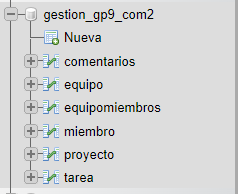 gestion_gp9_com2
Nueva
comentarios
equipo
equipomiembros
miembro
proyecto
tarea